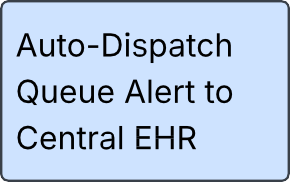 Auto-Dispatch
Queue Alert to
Central EHR